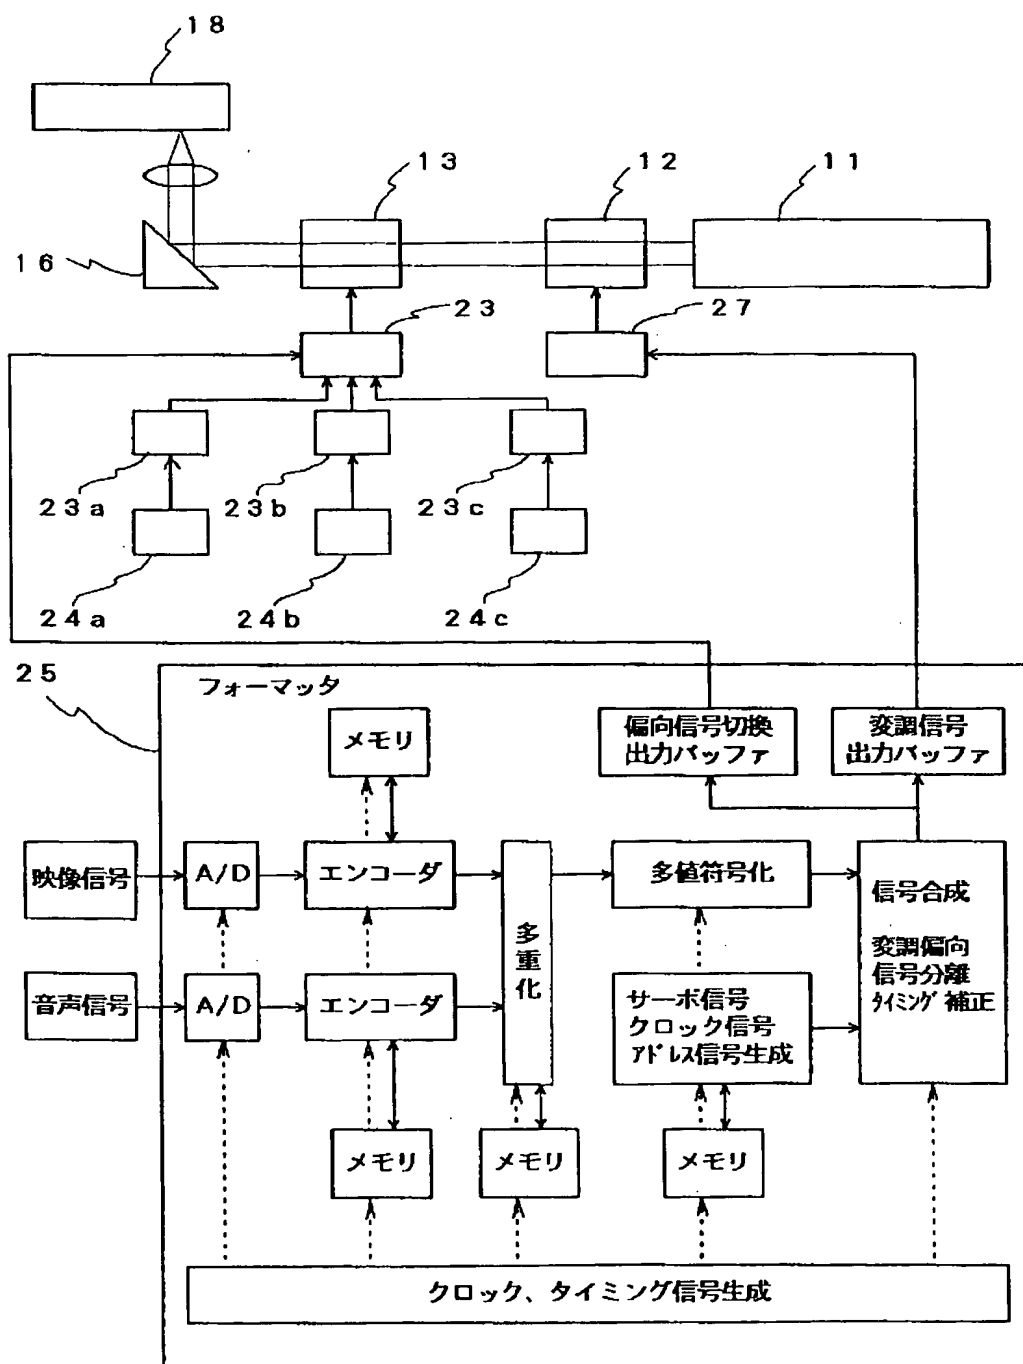 18
13
12
11
16
23
27
23a
23b
23c
24a
24b
24c
25
フォーマッタ
メモリ
偏向信号切換
出力バッファ
変調信号
出力バッファ
映像信号
A/D
エンコーダ
多重化
多値符号化
信号合成
変調偏向
信号分離
ﾀｲﾐﾝｸﾞ補正
音声信号
A/D
エンコーダ
サーボ信号
クロック信号
ｱﾄﾞﾚｽ信号生成
メモリ
メモリ
メモリ
クロック、タイミング信号生成